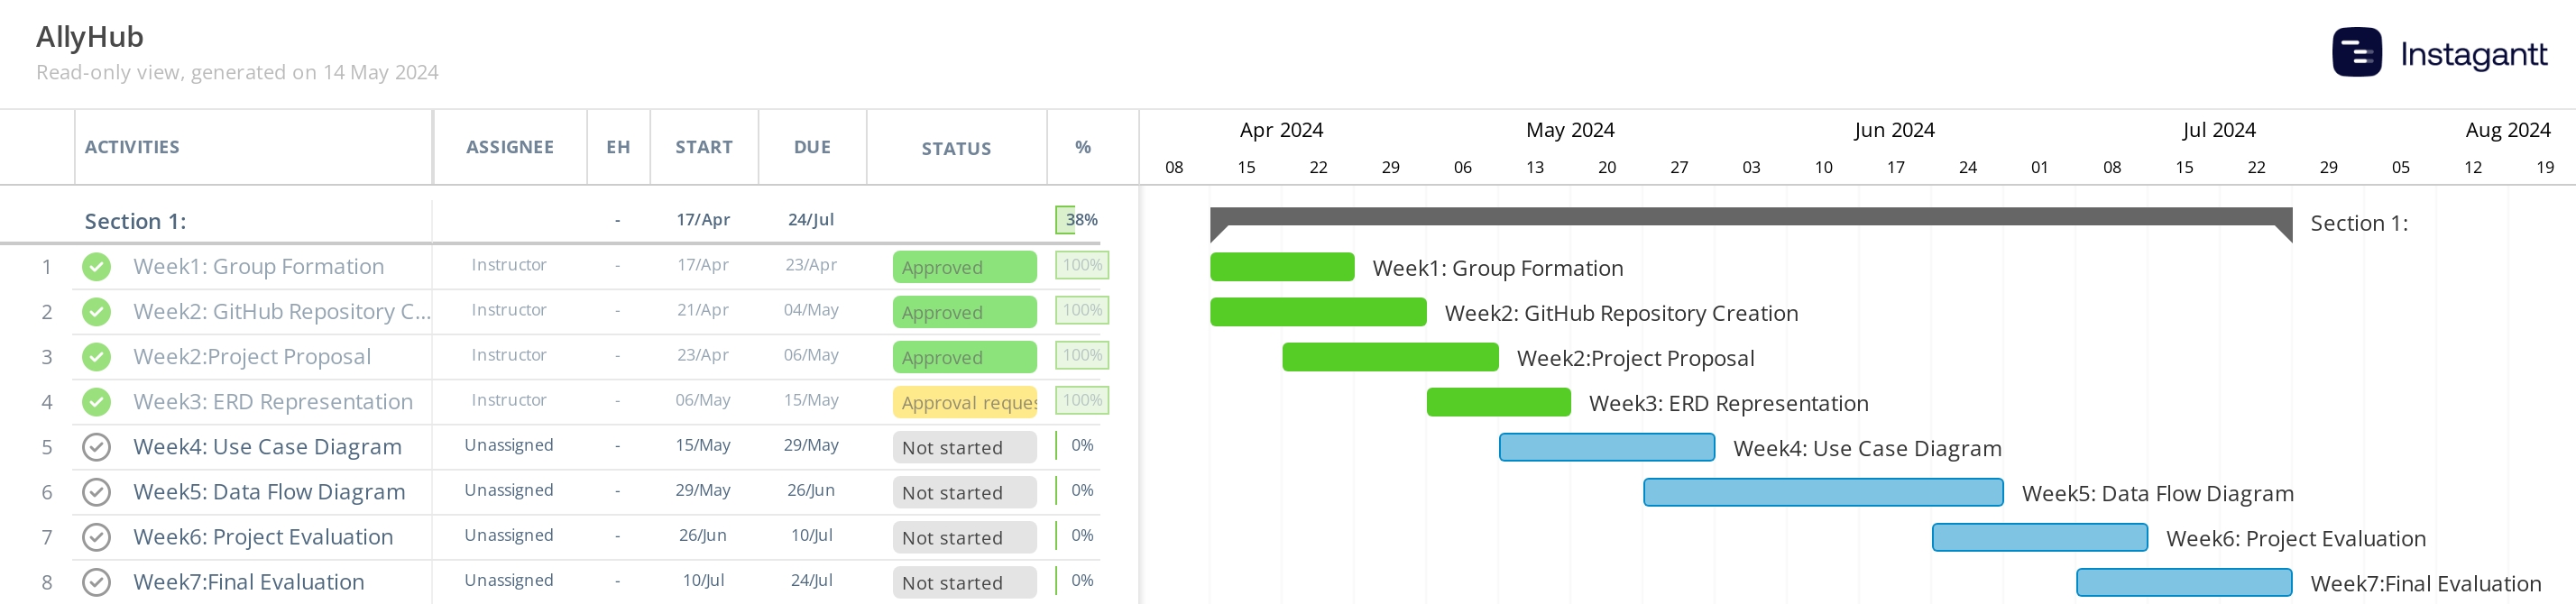 AllyHub
Read-only view, generated on 14 May 2024
Instagantt
ACTIVITIES ASSIGNEE EH START DUE STATUS %
Apr 2024 May 2024 Jun 2024 Jul 2024 Aug 2024
08 15 22 29 06 13 20 27 03 10 17 24 01 08 15 22 29 05 12 19
Section 1: - 17/Apr 24/Jul 38% Section 1:
1 Week1: Group Formation Instructor - 17/Apr 23/Apr Approved 100% Week1: Group Formation
2 Week2: GitHub Repository C... Instructor - 21/Apr 04/May Approved 100% Week2: GitHub Repository Creation
3 Week2:Project Proposal Instructor - 23/Apr 06/May Approved 100% Week2:Project Proposal
4 Week3: ERD Representation Instructor - 06/May 15/May Approval reques 100% Week3: ERD Representation
5 Week4: Use Case Diagram Unassigned - 15/May 29/May Not started 0% Week4: Use Case Diagram
6 Week5: Data Flow Diagram Unassigned - 29/May 26/Jun Not started 0% Week5: Data Flow Diagram
7 Week6: Project Evaluation Unassigned - 26/Jun 10/Jul Not started 0% Week6: Project Evaluation
8 Week7:Final Evaluation Unassigned - 10/Jul 24/Jul Not started 0% Week7:Final Evaluation